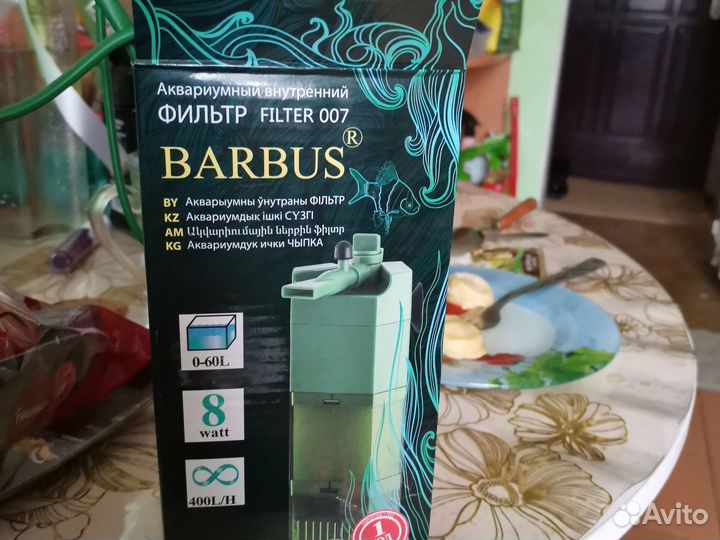 Аквариумный внутренний
ФИЛЬТР FILTER 007
BARBUS®
BY Акварыумны ўнутраны ФІЛЬТР
KZ Аквариумдық ішкі СҮЗГІ
AM Ակվարիումային ներքին ֆիլտր
KG Аквариумдук ички ЧЫПКА
0-60L
8
watt
400L/H
1
Avito